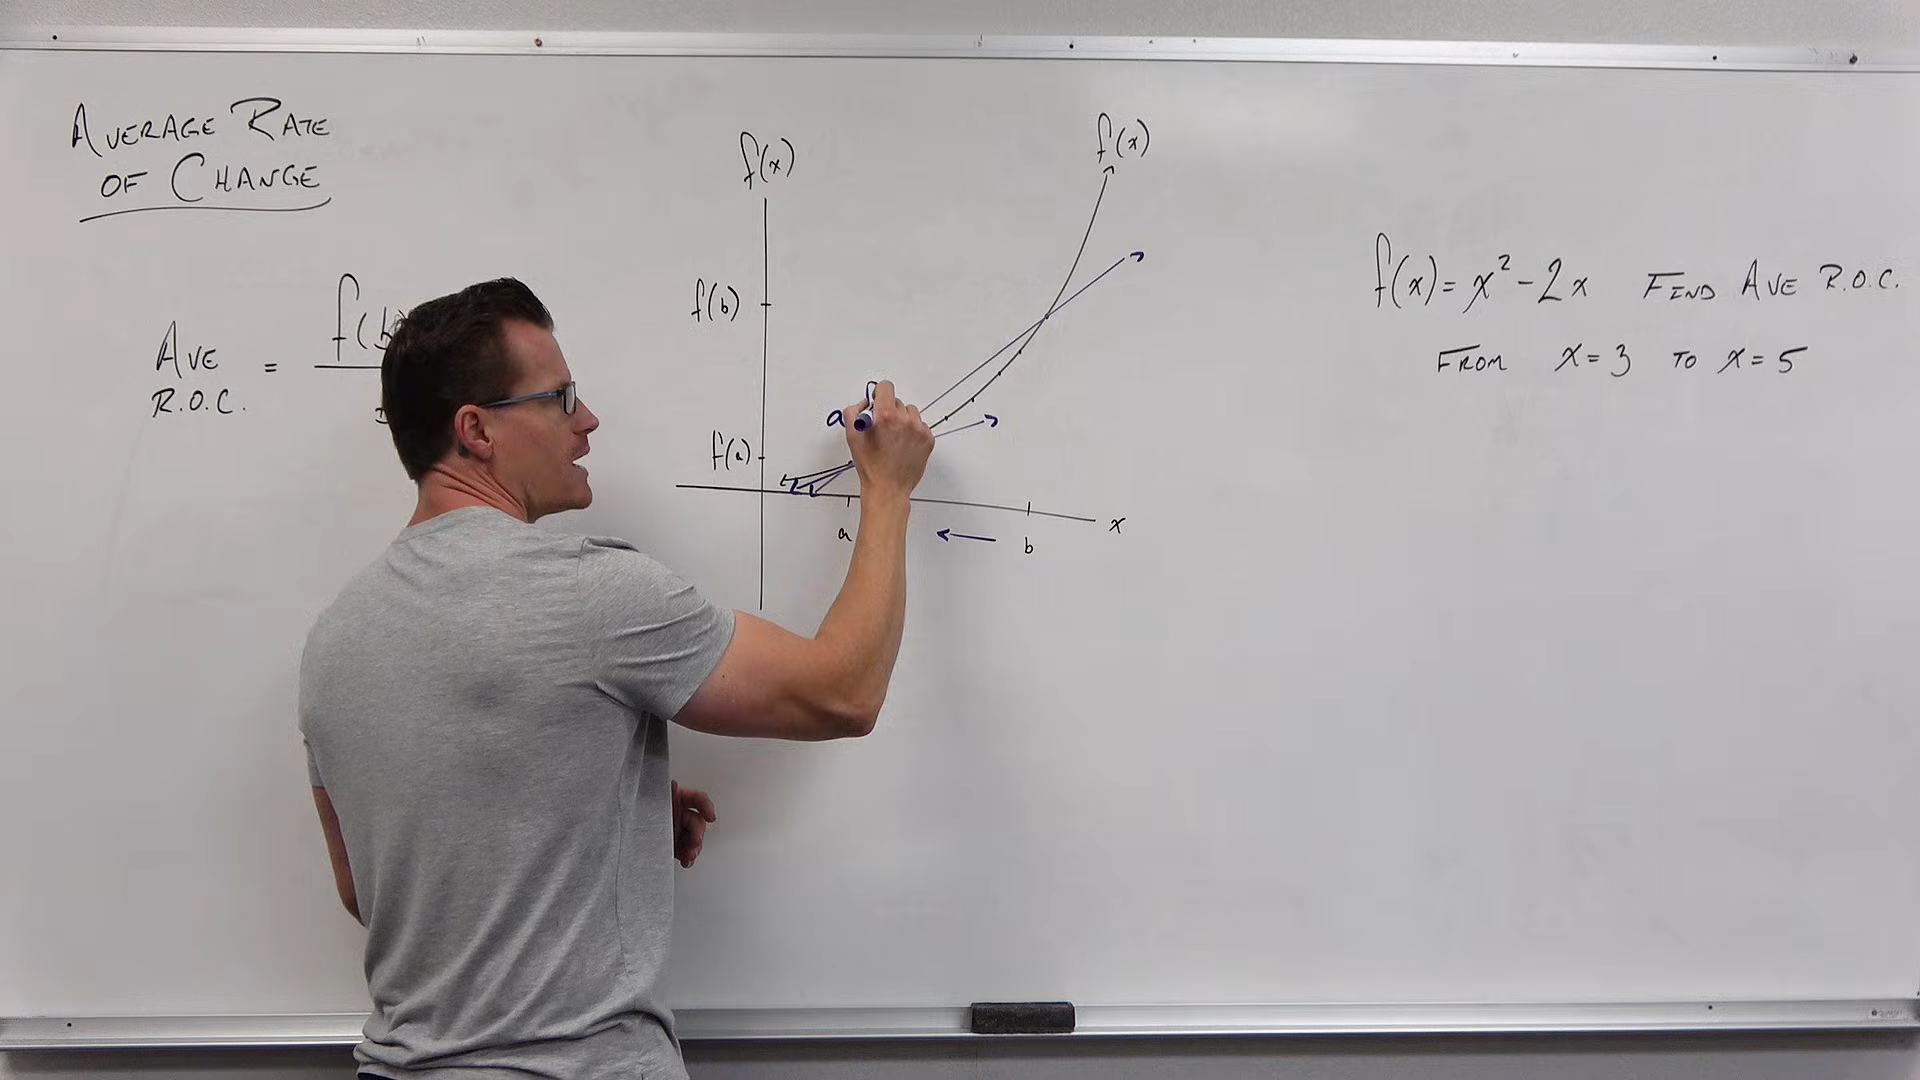 AVERAGE RATE
OF CHANGE
AVE
R.O.C.
=
f(b
f(x)
f(b)
f(a)
a
a
b
x
f(x)
f(x) = x² - 2x FIND AVE R.O.C.
FROM x = 3 TO x = 5